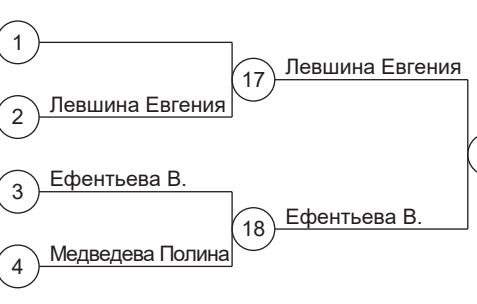 1
17 Левшина Евгения
2 Левшина Евгения
3 Ефентьева В.
18 Ефентьева В.
4 Медведева Полина